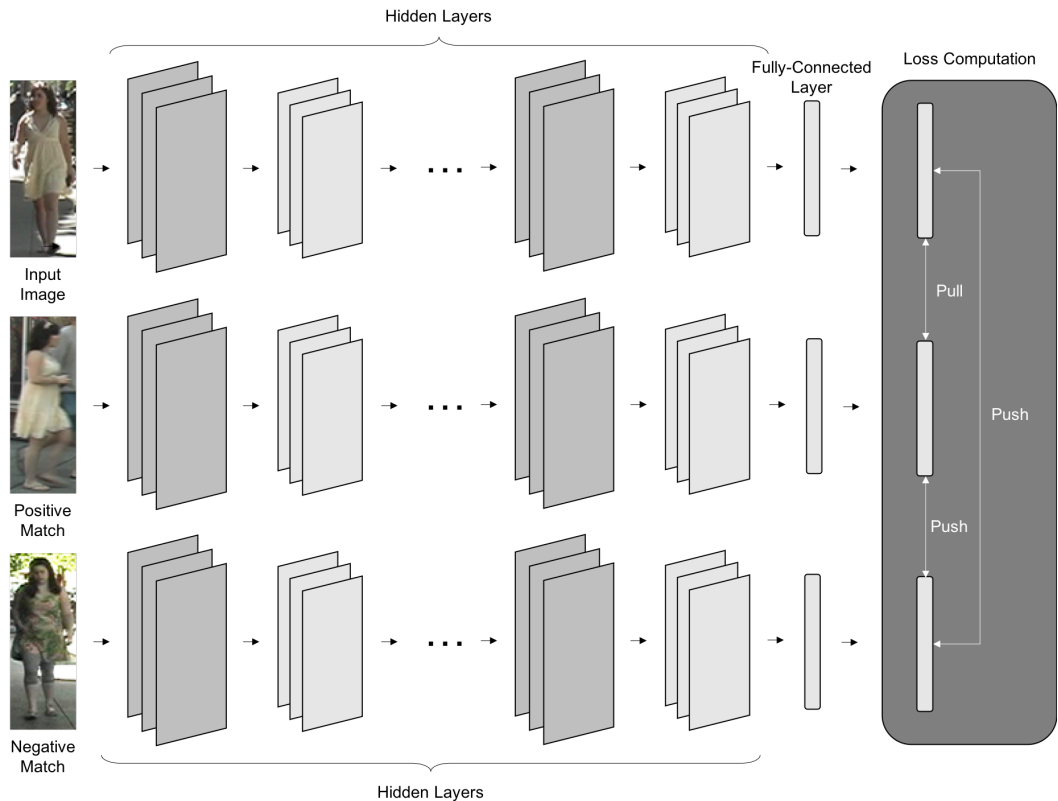 Hidden Layers
Fully-Connected
Layer
Loss Computation
Input
Image
Pull
Positive
Match
Push
Push
Negative
Match
Hidden Layers